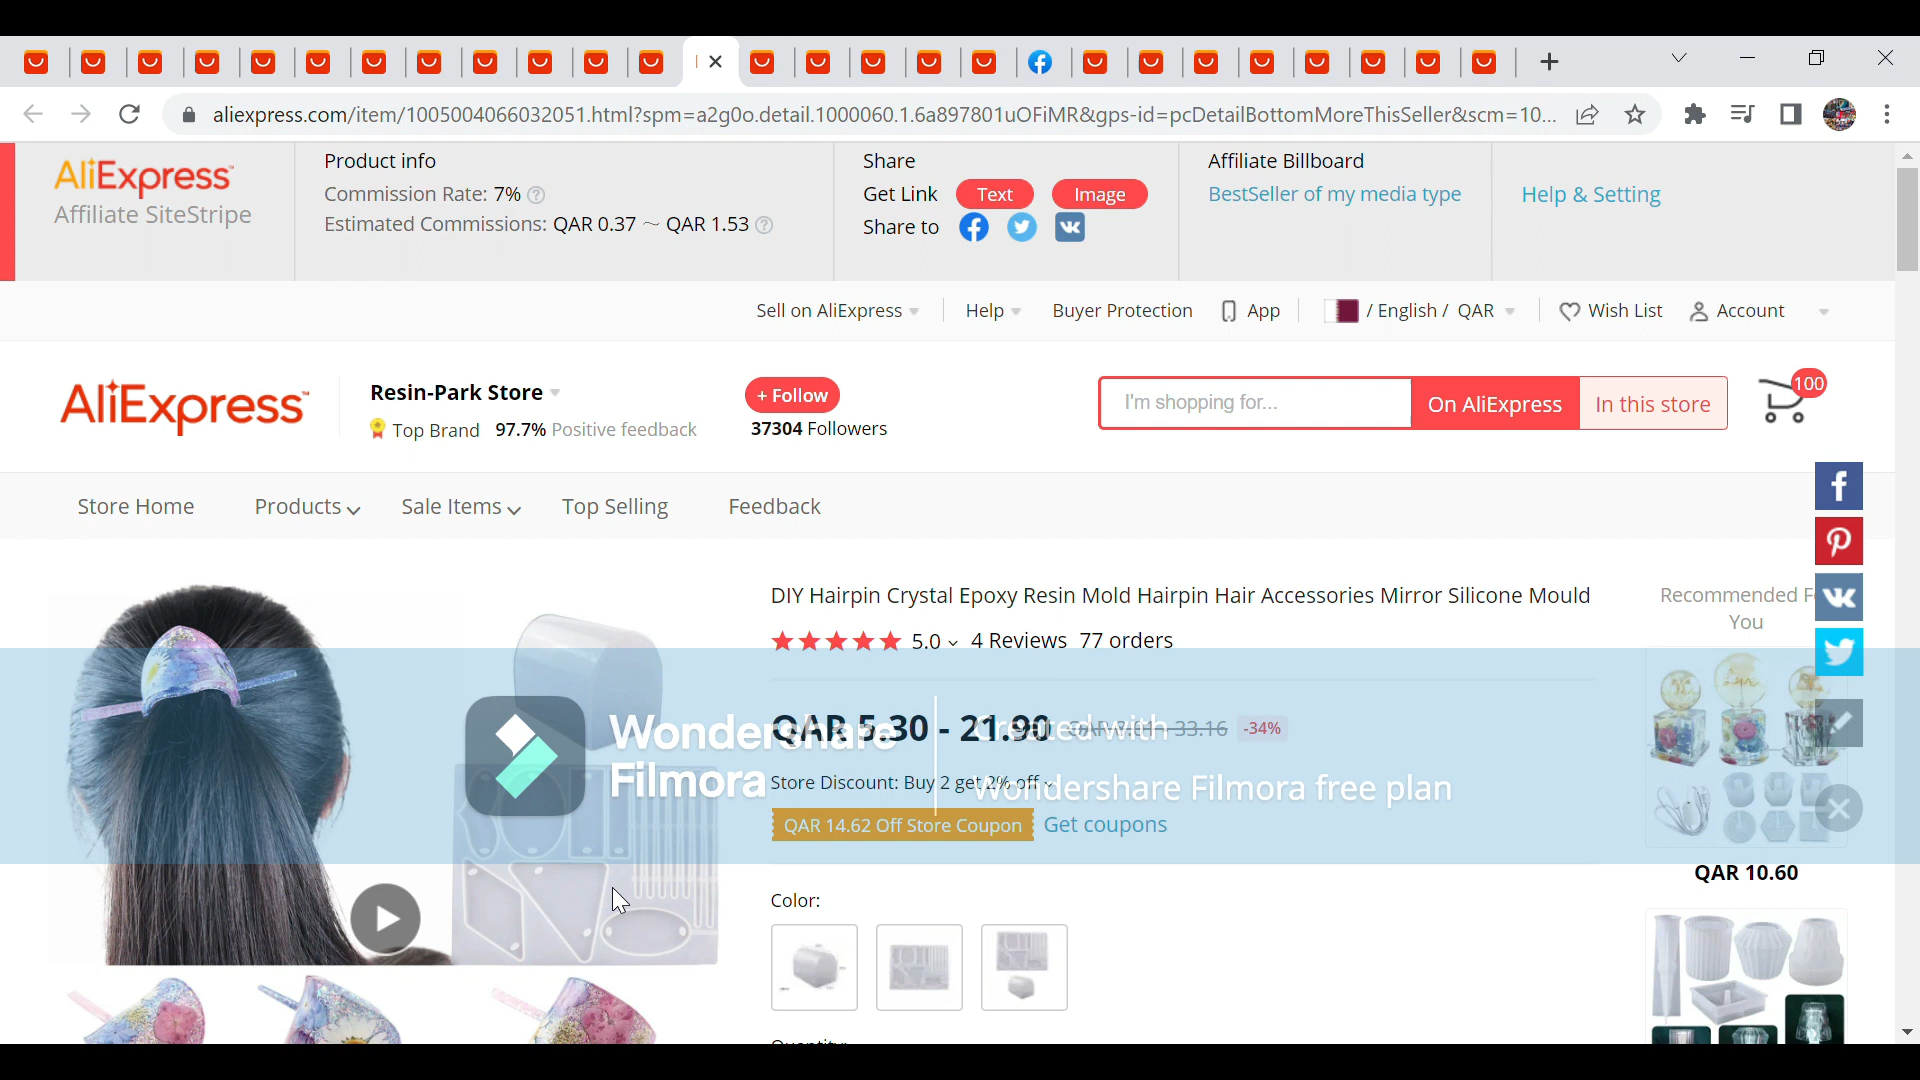 aliexpress.com/item/1005004066032051.html?spm=a2g0o.detail.1000060.1.6a897801uOFiMR&gps-id=pcDetailBottomMoreThisSeller&scm=10...
AliExpress™
Affiliate SiteStripe
Product info
Commission Rate: 7% ?
Estimated Commissions: QAR 0.37 ～ QAR 1.53 ?
Share
Get Link Text Image
Share to
Affiliate Billboard
BestSeller of my media type
Help & Setting
Sell on AliExpress Help Buyer Protection App / English / QAR Wish List Account
AliExpress™
Resin-Park Store
Top Brand 97.7% Positive feedback
+ Follow
37304 Followers
I'm shopping for...
On AliExpress
In this store
100
Store Home Products Sale Items Top Selling Feedback
DIY Hairpin Crystal Epoxy Resin Mold Hairpin Hair Accessories Mirror Silicone Mould
5.0 4 Reviews 77 orders
QAR 5.30 - 21.90 33.16 -34%
Store Discount: Buy 2 get 2% off
QAR 14.62 Off Store Coupon Get coupons
Color:
Quantity:
Recommended F
You
QAR 10.60
Wondershare
Filmora
Created with
Wondershare Filmora free plan